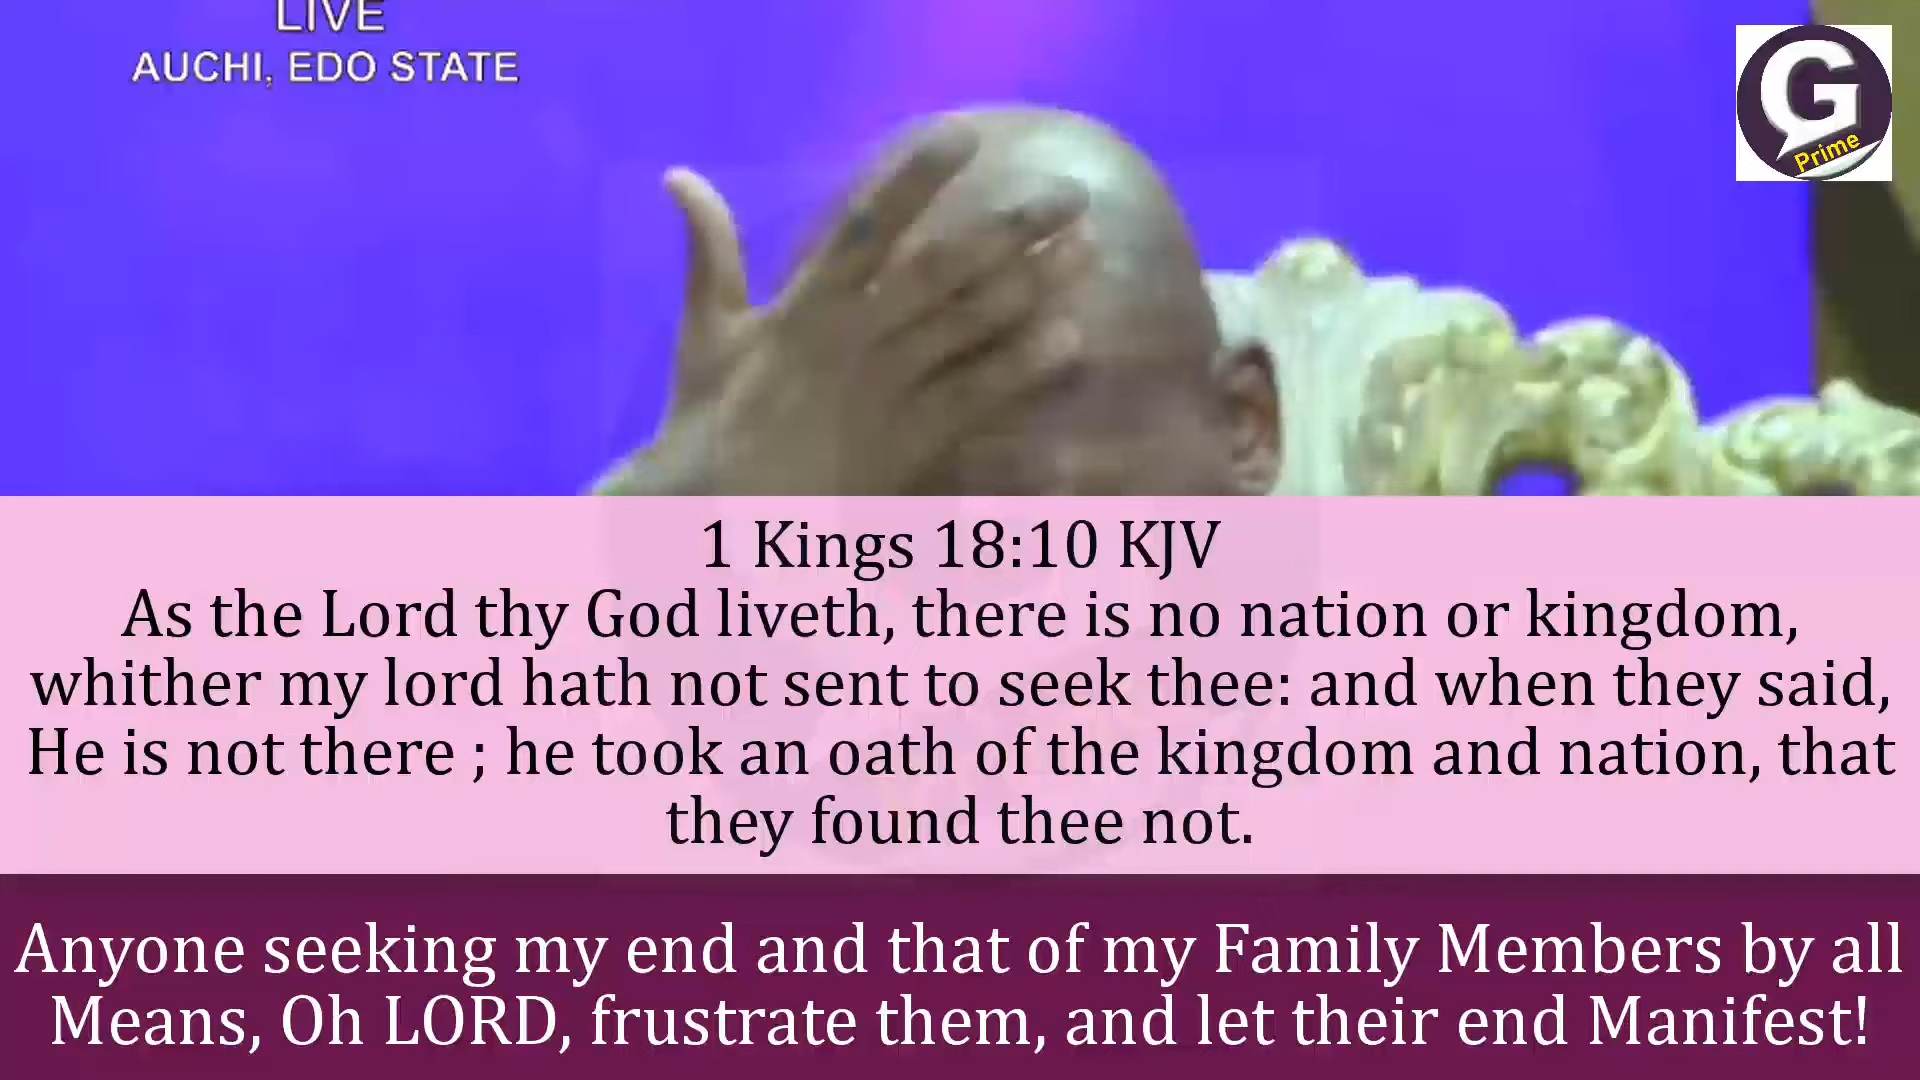 LIVE
AUCHI, EDO STATE
G
Prime
1 Kings 18:10 KJV
As the Lord thy God liveth, there is no nation or kingdom,
whither my lord hath not sent to seek thee: and when they said,
He is not there ; he took an oath of the kingdom and nation, that
they found thee not.
Anyone seeking my end and that of my Family Members by all
Means, Oh LORD, frustrate them, and let their end Manifest!